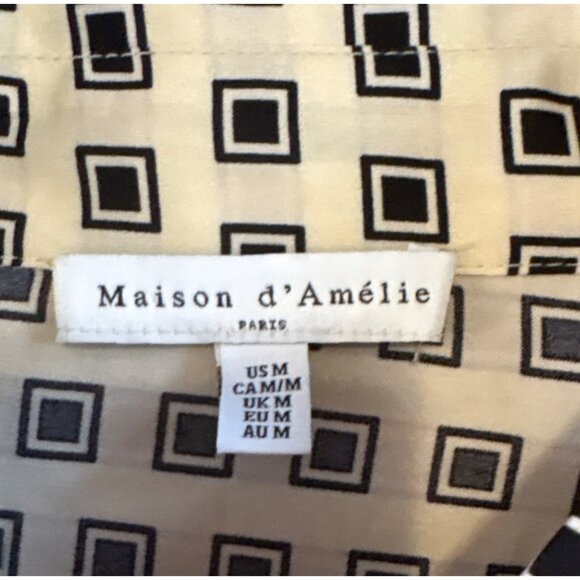 Maison d'Amélie
PARIS
US M
CA M/M
UK M
EU M
AU M